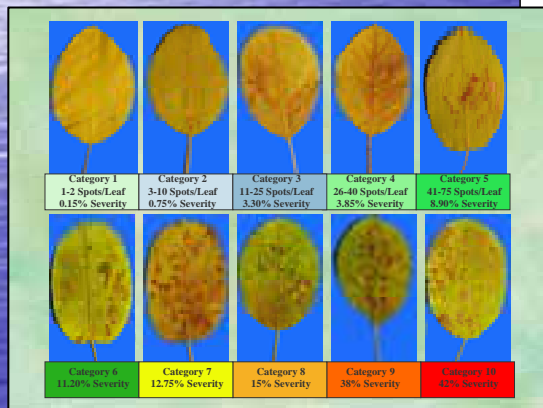 Category 1
1-2 Spots/Leaf
0.15% Severity
Category 2
3-10 Spots/Leaf
0.75% Severity
Category 3
11-25 Spots/Leaf
3.30% Severity
Category 4
26-40 Spots/Leaf
3.85% Severity
Category 5
41-75 Spots/Leaf
8.90% Severity
Category 6
11.20% Severity
Category 7
12.75% Severity
Category 8
15% Severity
Category 9
38% Severity
Category 10
42% Severity